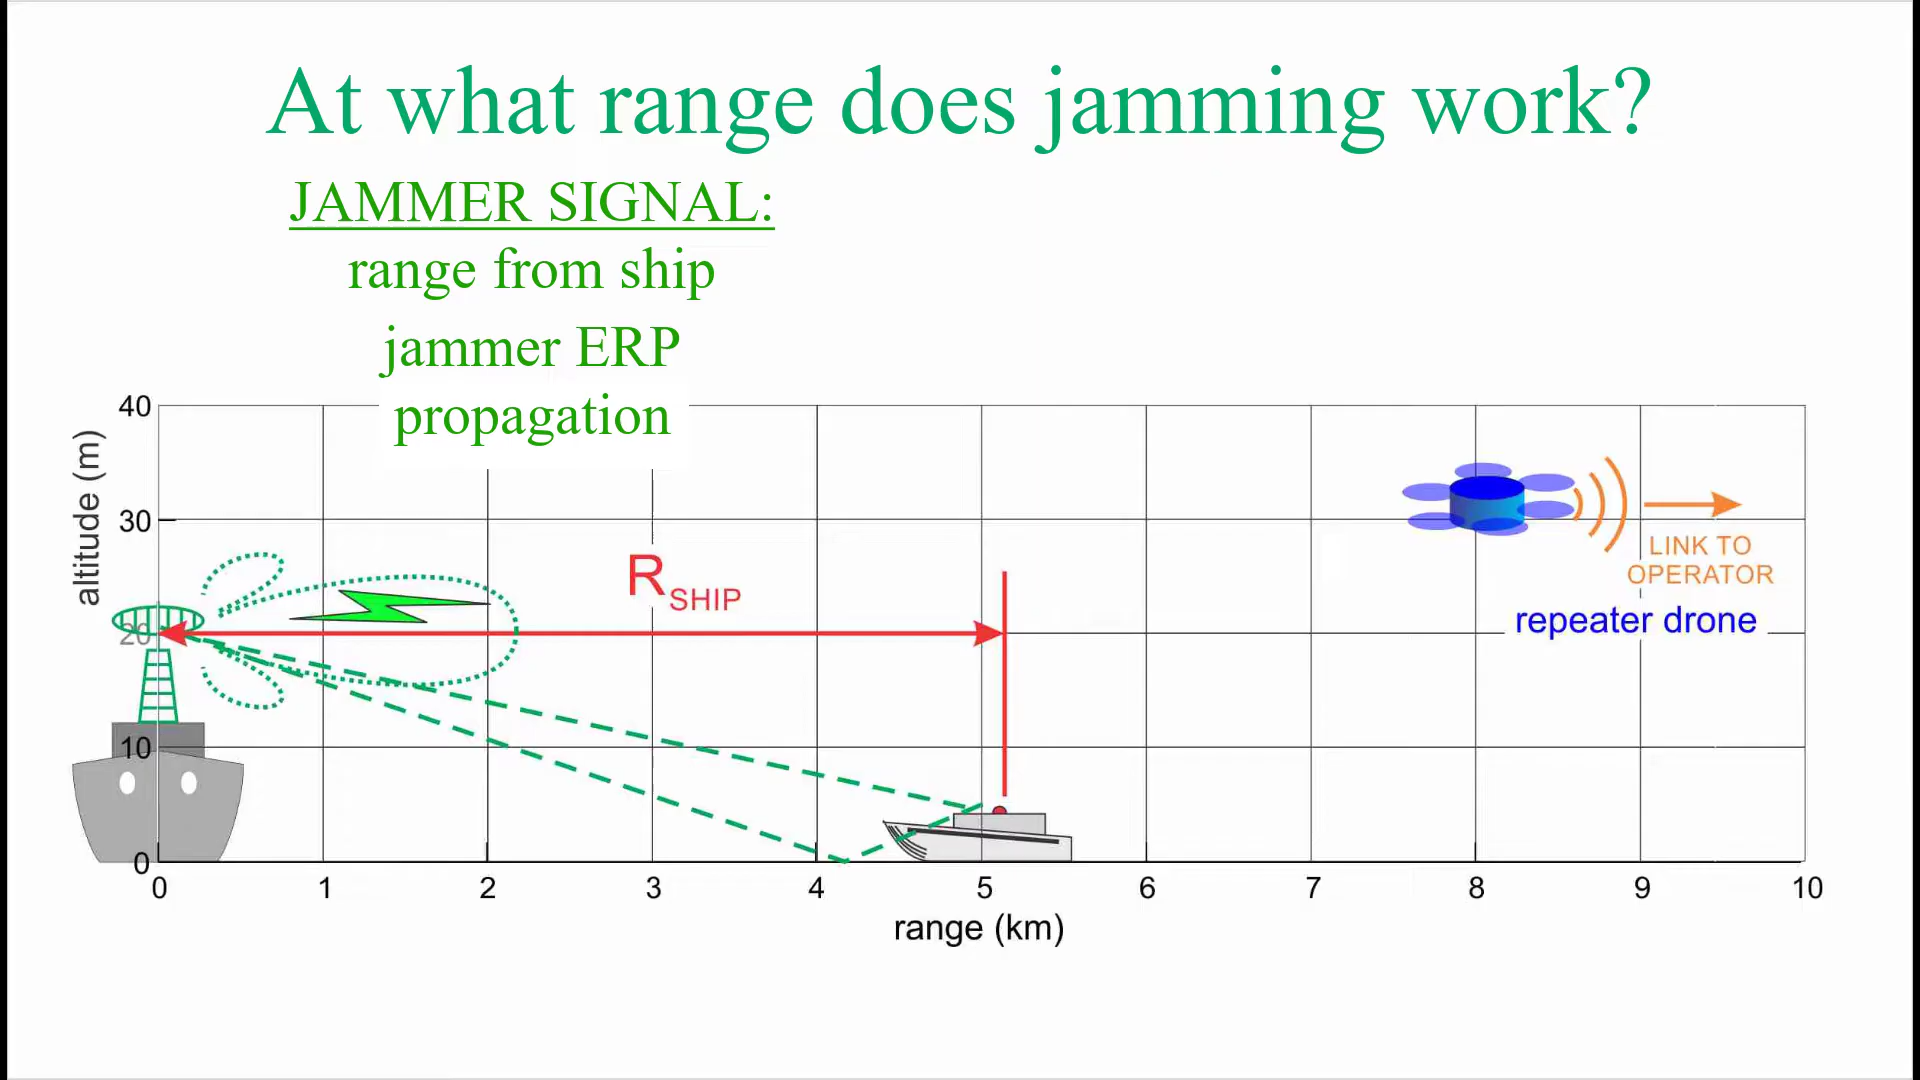 At what range does jamming work?
JAMMER SIGNAL:
range from ship
jammer ERP
propagation
altitude (m)
40
30
20
10
0
R SHIP
LINK TO
OPERATOR
repeater drone
0 1 2 3 4 5 6 7 8 9 10
range (km)